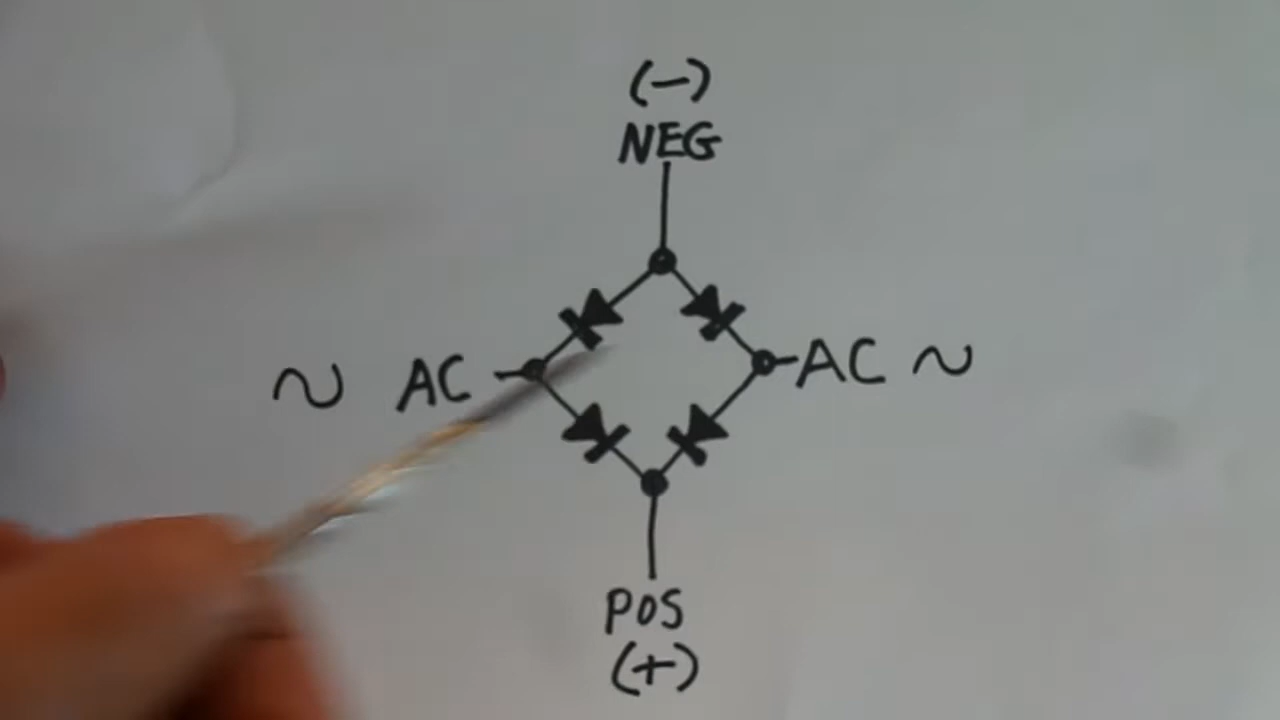 (-)
NEG
~ AC
AC ~
POS
(+)